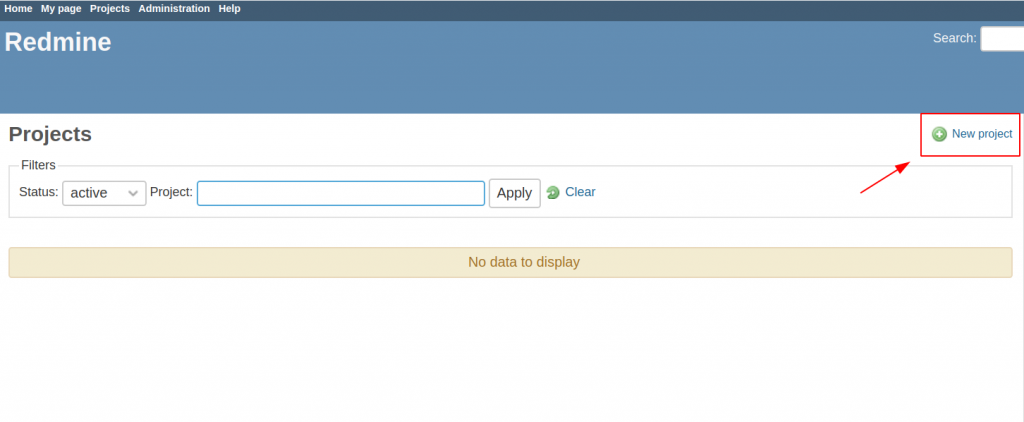 Home My page Projects Administration Help
Redmine
Search:
Projects
New project
Filters
Status: active Project: Apply Clear
No data to display